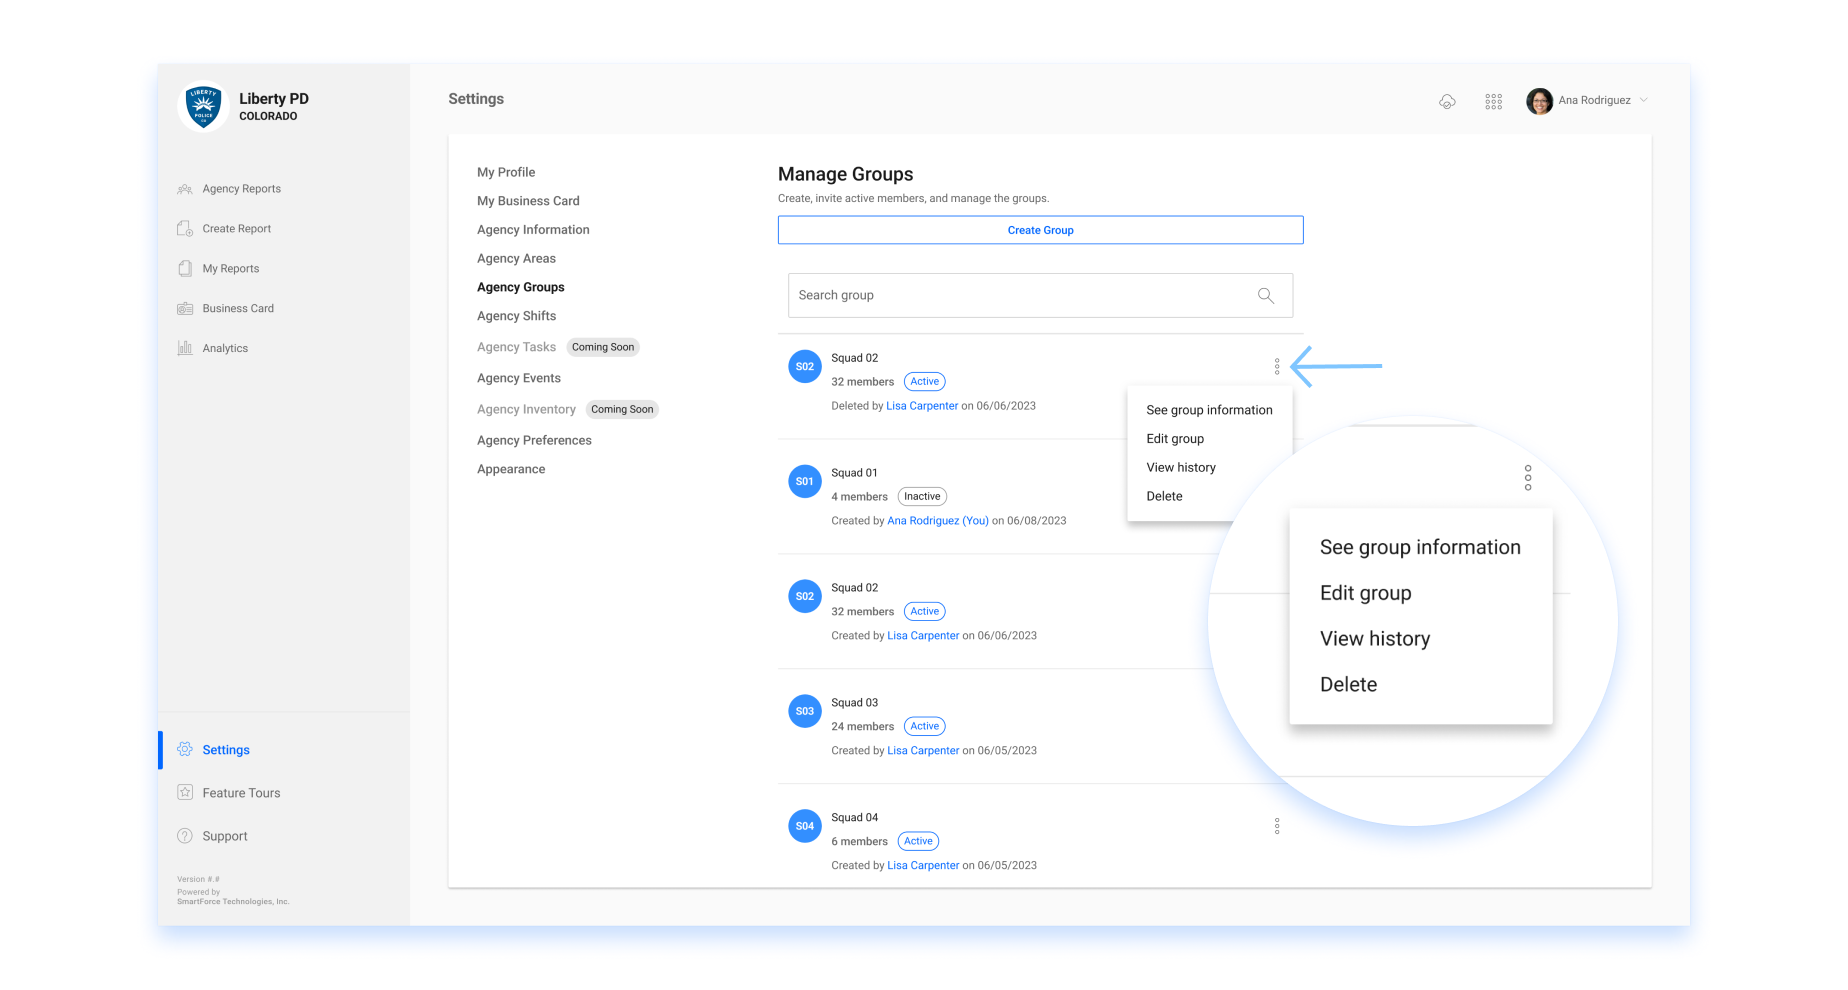 LIBERTY
POLICE
CO
Liberty PD
COLORADO
Agency Reports
Create Report
My Reports
Business Card
Analytics
Settings
Feature Tours
Support
Version #.#
Powered by
SmartForce Technologies, Inc.
Settings
Ana Rodriguez
My Profile
My Business Card
Agency Information
Agency Areas
Agency Groups
Agency Shifts
Agency Tasks Coming Soon
Agency Events
Agency Inventory Coming Soon
Agency Preferences
Appearance
Manage Groups
Create, invite active members, and manage the groups.
Create Group
Search group
S02
Squad 02
32 members Active
Deleted by Lisa Carpenter on 06/06/2023
See group information
Edit group
View history
Delete
S01
Squad 01
4 members Inactive
Created by Ana Rodriguez (You) on 06/08/2023
S02
Squad 02
32 members Active
Created by Lisa Carpenter on 06/06/2023
S03
Squad 03
24 members Active
Created by Lisa Carpenter on 06/05/2023
S04
Squad 04
6 members Active
Created by Lisa Carpenter on 06/05/2023
See group information
Edit group
View history
Delete